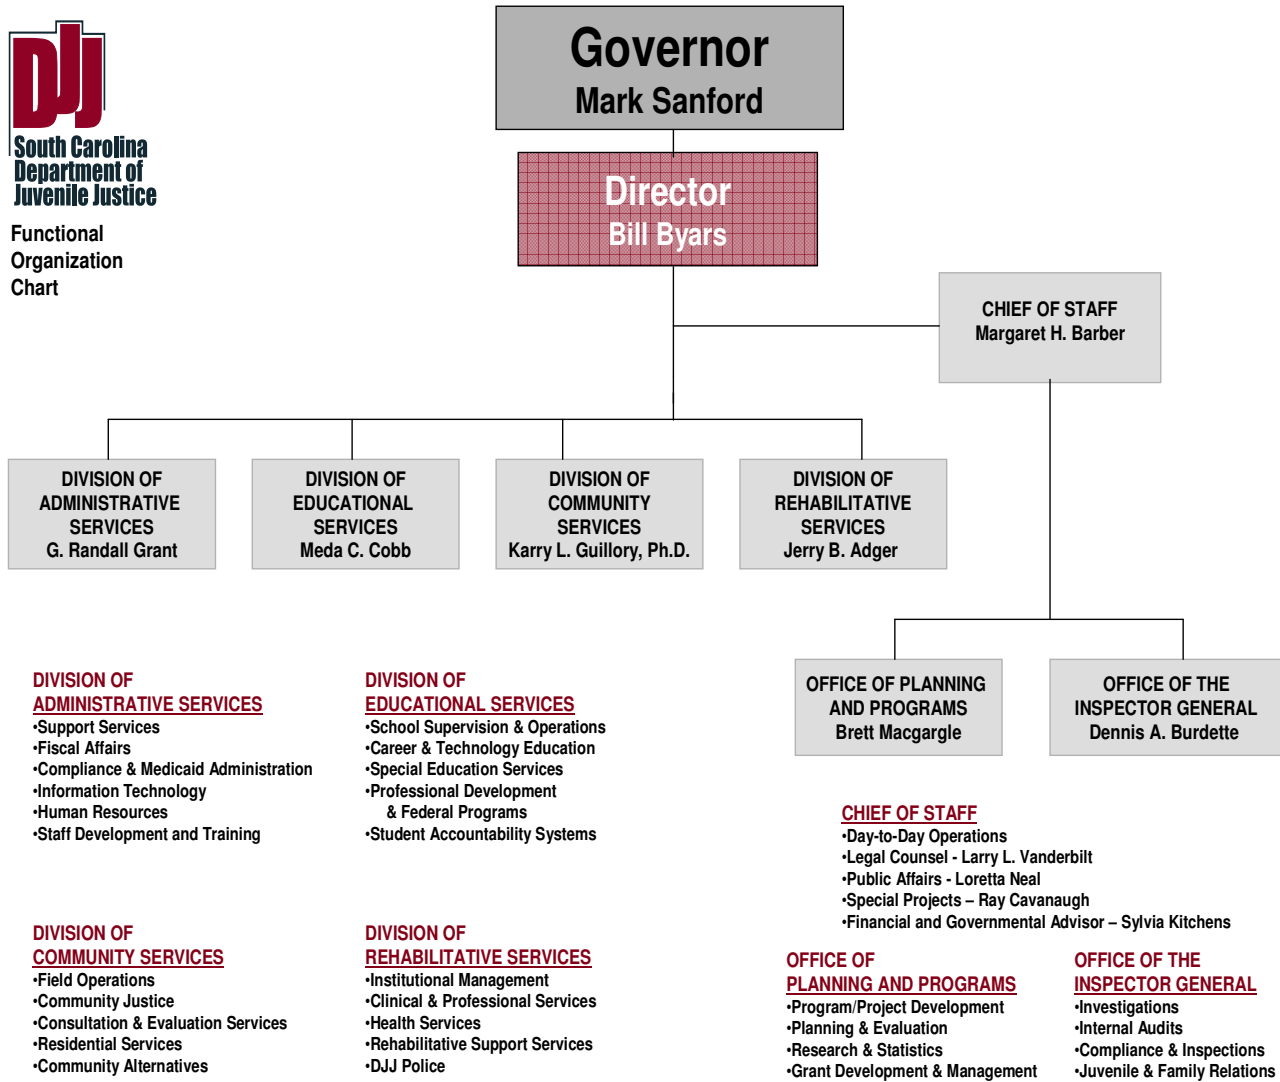 DJJ
South Carolina
Department of
Juvenile Justice
Functional
Organization
Chart
Governor
Mark Sanford
Director
Bill Byars
CHIEF OF STAFF
Margaret H. Barber
DIVISION OF
ADMINISTRATIVE
SERVICES
G. Randall Grant
DIVISION OF
EDUCATIONAL
SERVICES
Meda C. Cobb
DIVISION OF
COMMUNITY
SERVICES
Karry L. Guillory, Ph.D.
DIVISION OF
REHABILITATIVE
SERVICES
Jerry B. Adger
OFFICE OF PLANNING
AND PROGRAMS
Brett Macgargle
OFFICE OF THE
INSPECTOR GENERAL
Dennis A. Burdette
DIVISION OF
ADMINISTRATIVE SERVICES
•Support Services
•Fiscal Affairs
•Compliance & Medicaid Administration
•Information Technology
•Human Resources
•Staff Development and Training
DIVISION OF
EDUCATIONAL SERVICES
•School Supervision & Operations
•Career & Technology Education
•Special Education Services
•Professional Development
& Federal Programs
•Student Accountability Systems
CHIEF OF STAFF
•Day-to-Day Operations
•Legal Counsel - Larry L. Vanderbilt
•Public Affairs - Loretta Neal
•Special Projects – Ray Cavanaugh
•Financial and Governmental Advisor – Sylvia Kitchens
DIVISION OF
COMMUNITY SERVICES
•Field Operations
•Community Justice
•Consultation & Evaluation Services
•Residential Services
•Community Alternatives
DIVISION OF
REHABILITATIVE SERVICES
•Institutional Management
•Clinical & Professional Services
•Health Services
•Rehabilitative Support Services
•DJJ Police
OFFICE OF
PLANNING AND PROGRAMS
•Program/Project Development
•Planning & Evaluation
•Research & Statistics
•Grant Development & Management
OFFICE OF THE
INSPECTOR GENERAL
•Investigations
•Internal Audits
•Compliance & Inspections
•Juvenile & Family Relations